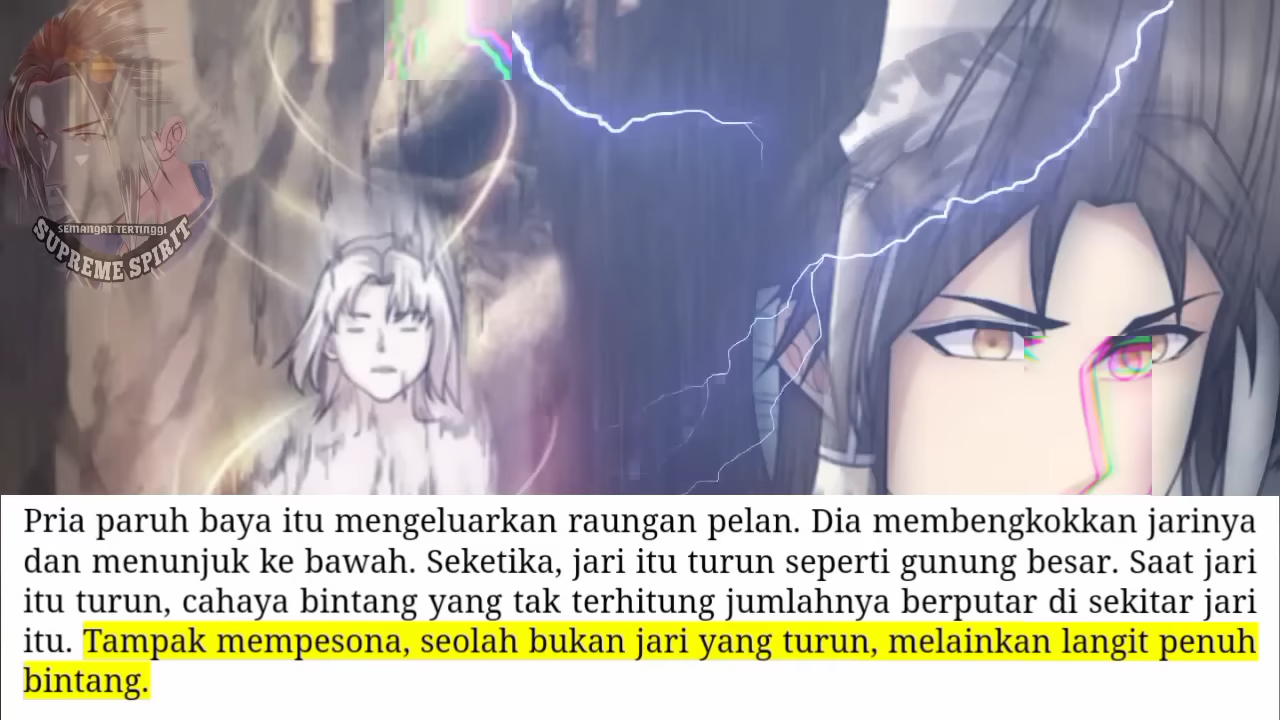 SEMANGAT TERTINGGI
SUPREME SPIRIT
Pria paruh baya itu mengeluarkan raungan pelan. Dia membengkokkan jarinya
dan menunjuk ke bawah. Seketika, jari itu turun seperti gunung besar. Saat jari
itu turun, cahaya bintang yang tak terhitung jumlahnya berputar di sekitar jari
itu. Tampak mempesona, seolah bukan jari yang turun, melainkan langit penuh
bintang.